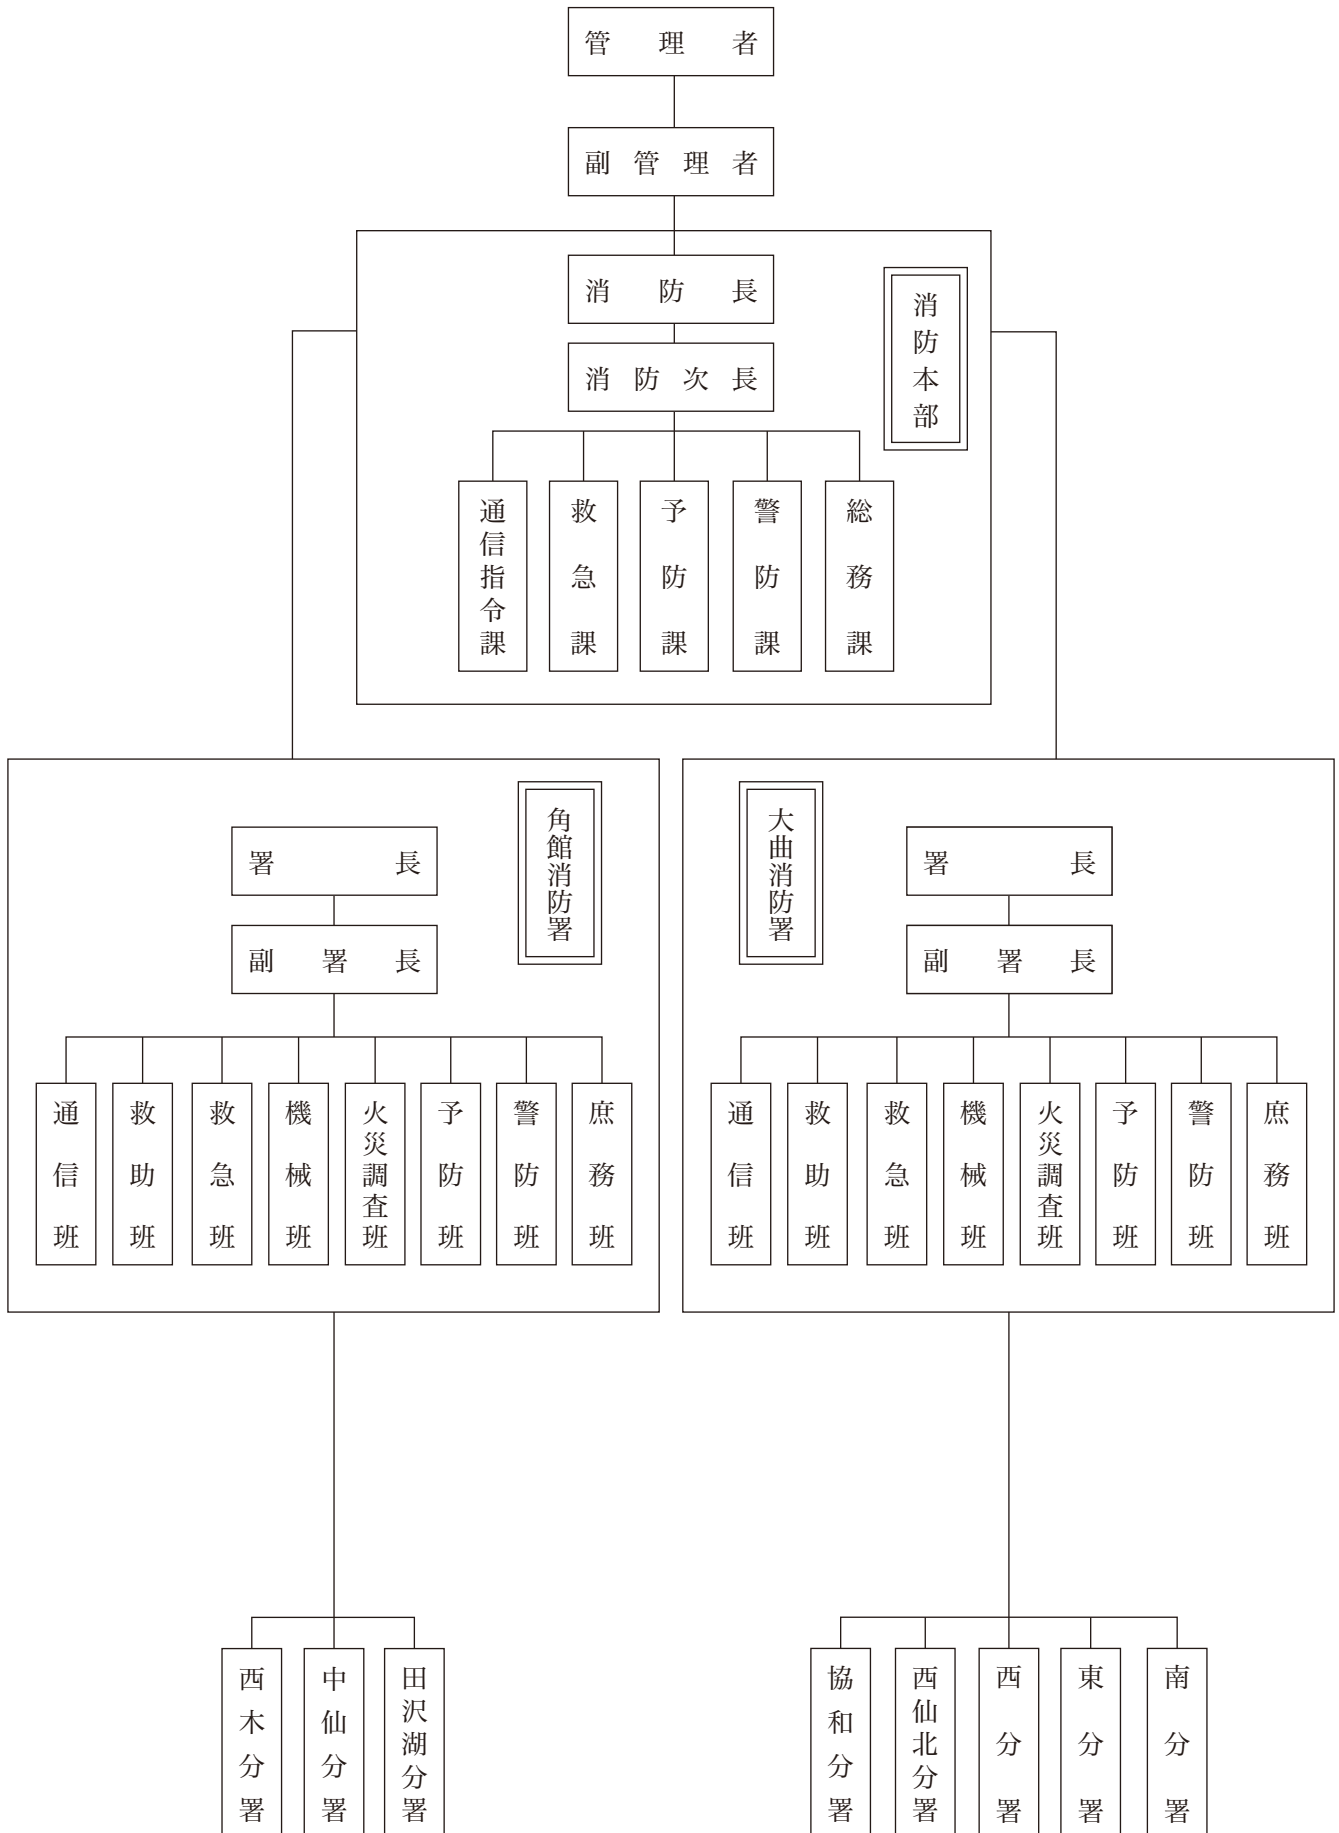 管理者
副管理者
消防長
消防次長
消防本部
総務課
警防課
予防課
救急課
通信指令課
大曲消防署
署長
副署長
庶務班
警防班
予防班
火災調査班
機械班
救急班
救助班
通信班
角館消防署
署長
副署長
庶務班
警防班
予防班
火災調査班
機械班
救急班
救助班
通信班
南分署
東分署
西分署
西仙北分署
協和分署
田沢湖分署
中仙分署
西木分署